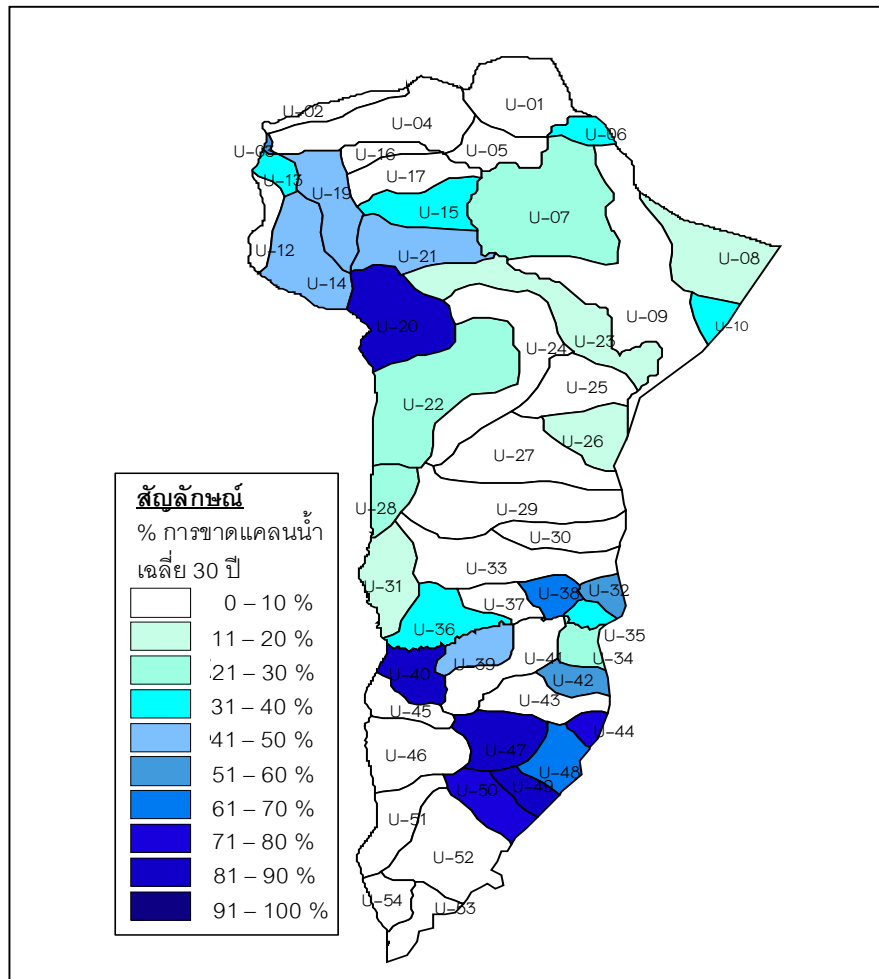 U-01
U-02
U-04
U-06
U-05
U-16
U-03
U-17
U-13
U-19
U-15
U-07
U-12
U-21
U-08
U-14
U-09
U-20
U-10
U-23
U-24
U-25
U-22
U-26
U-27
U-28
U-29
U-30
U-33
U-31
U-38
U-32
U-37
U-36
U-35
U-41
U-34
U-39
U-40
U-42
U-43
U-45
U-44
U-46
U-47
U-48
U-49
U-50
U-51
U-52
U-54
U-53
สัญลักษณ์
% การขาดแคลนน้ำ
เฉลี่ย 30 ปี
0 – 10 %
11 – 20 %
21 – 30 %
31 – 40 %
41 – 50 %
51 – 60 %
61 – 70 %
71 – 80 %
81 – 90 %
91 – 100 %